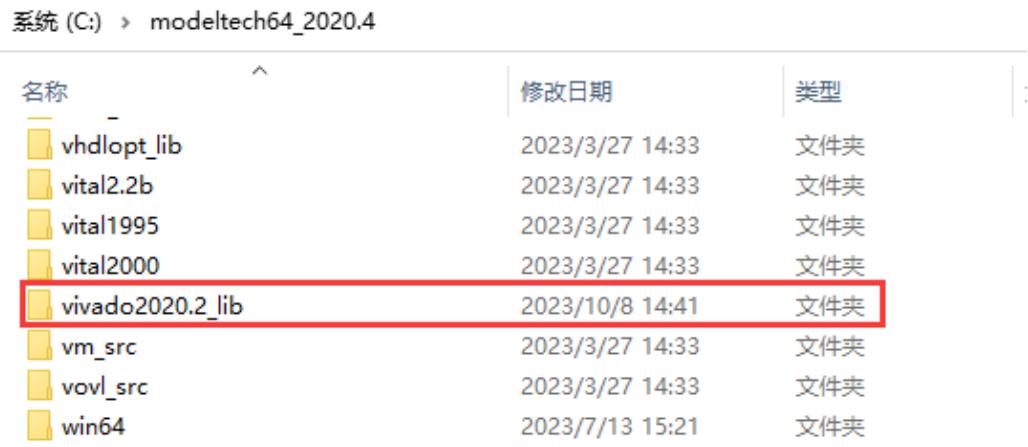 系统 (C:) › modeltech64_2020.4
名称 修改日期 类型
vhdlopt_lib 2023/3/27 14:33 文件夹
vital2.2b 2023/3/27 14:33 文件夹
vital1995 2023/3/27 14:33 文件夹
vital2000 2023/3/27 14:33 文件夹
vivado2020.2_lib 2023/10/8 14:41 文件夹
vm_src 2023/3/27 14:33 文件夹
vovl_src 2023/3/27 14:33 文件夹
win64 2023/7/13 15:21 文件夹